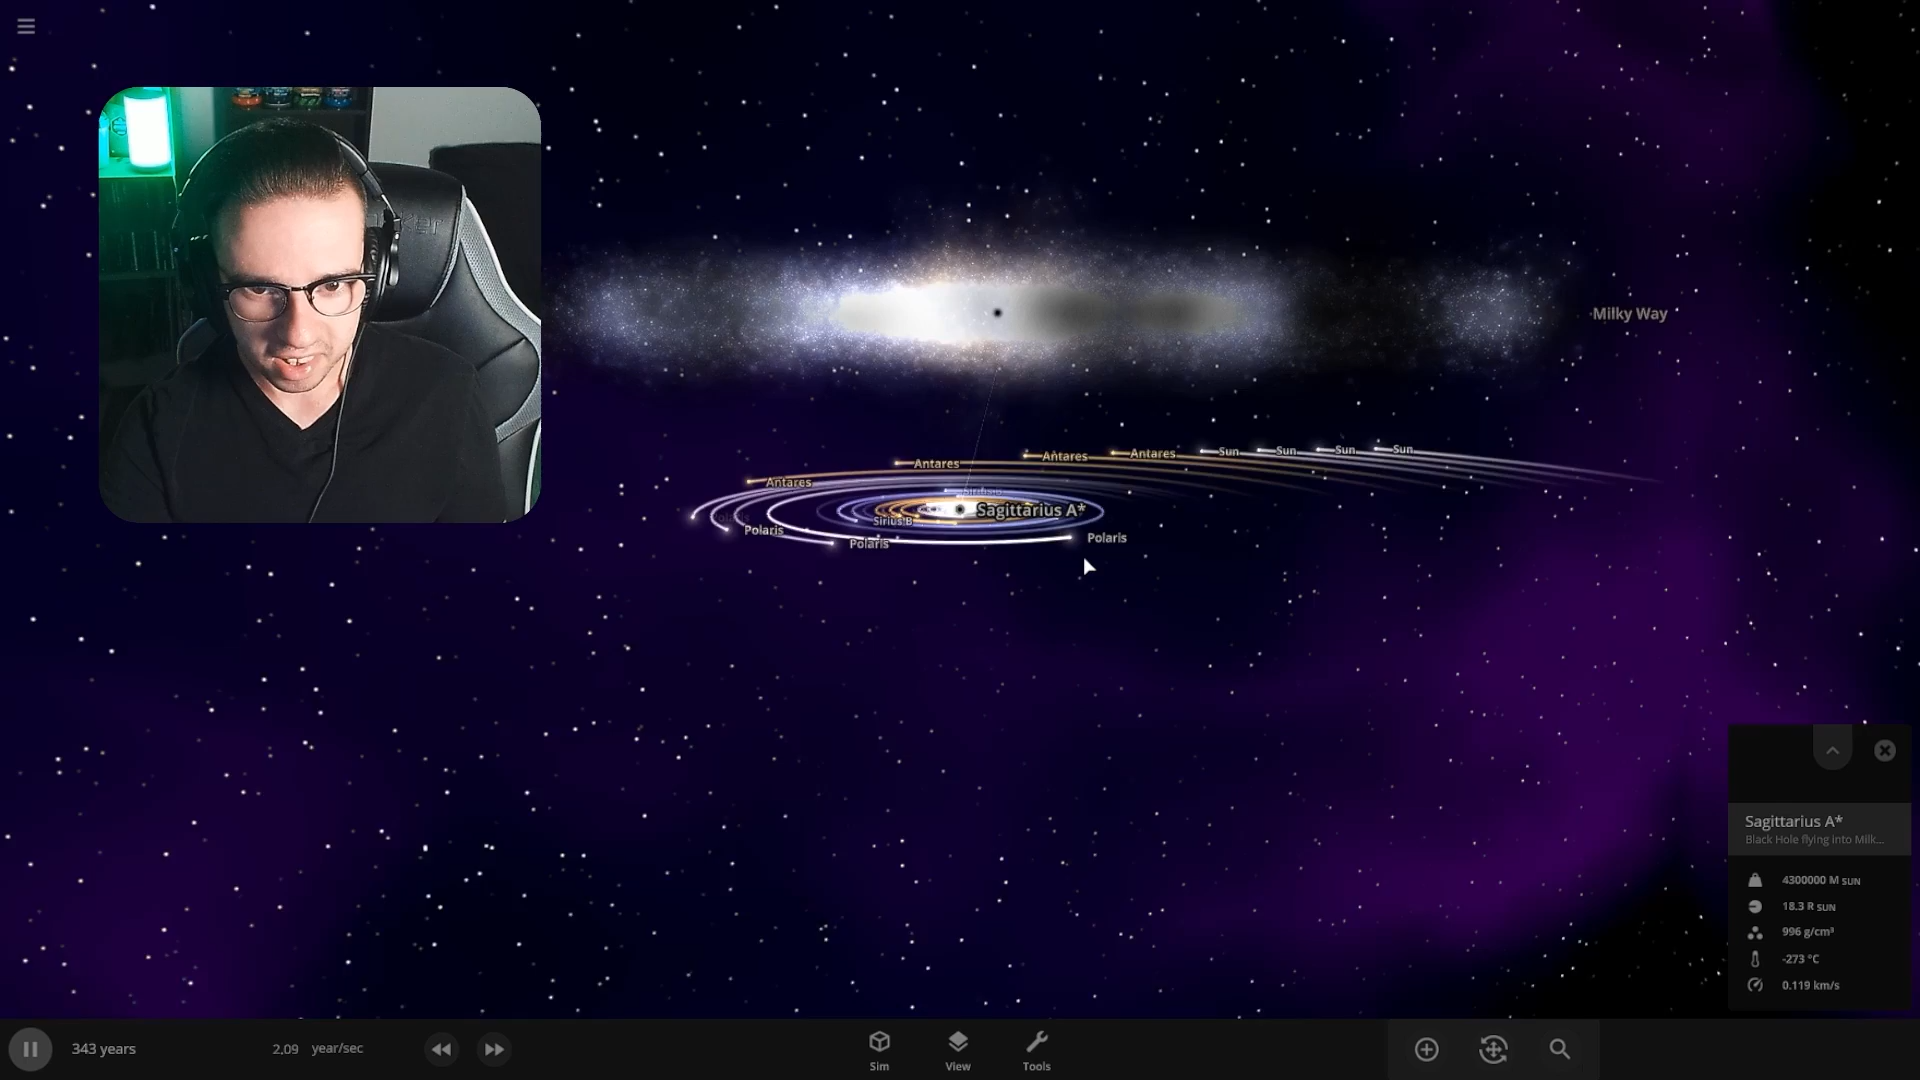 Milky Way
Antares
Antares
Antares
Sun
Sun
Sun
Sun
Antares
Sirius B
Sagittarius A*
Sirius B
Polaris
Polaris
Polaris
Polaris
Sagittarius A*
Black Hole flying into Milk...
4300000 M SUN
18.3 R SUN
996 g/cm³
-273 °C
0.119 km/s
343 years
2.09 year/sec
Sim
View
Tools